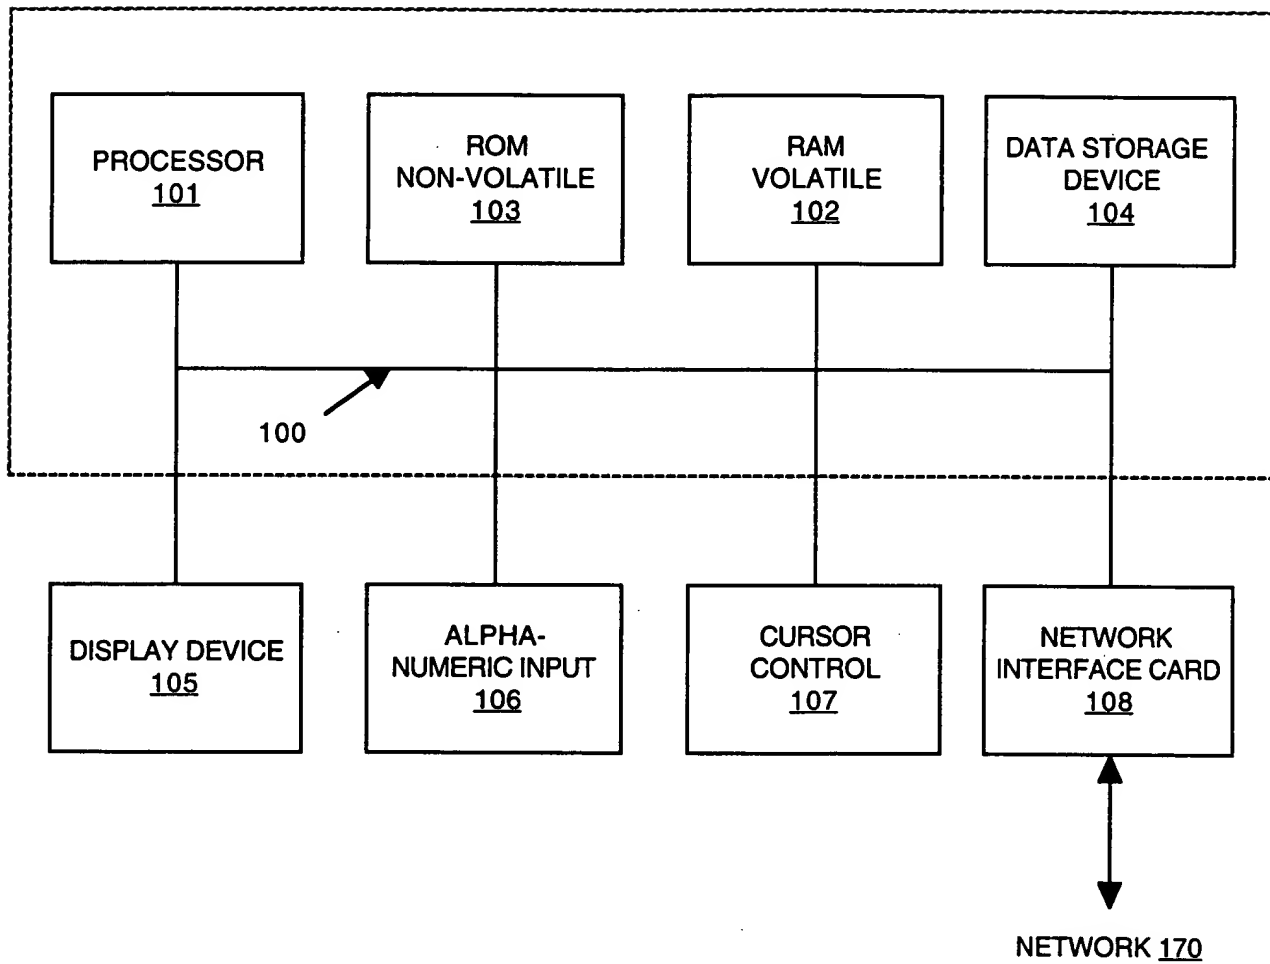 PROCESSOR
101
ROM
NON-VOLATILE
103
RAM
VOLATILE
102
DATA STORAGE
DEVICE
104
100
DISPLAY DEVICE
105
ALPHA-
NUMERIC INPUT
106
CURSOR
CONTROL
107
NETWORK
INTERFACE CARD
108
NETWORK 170